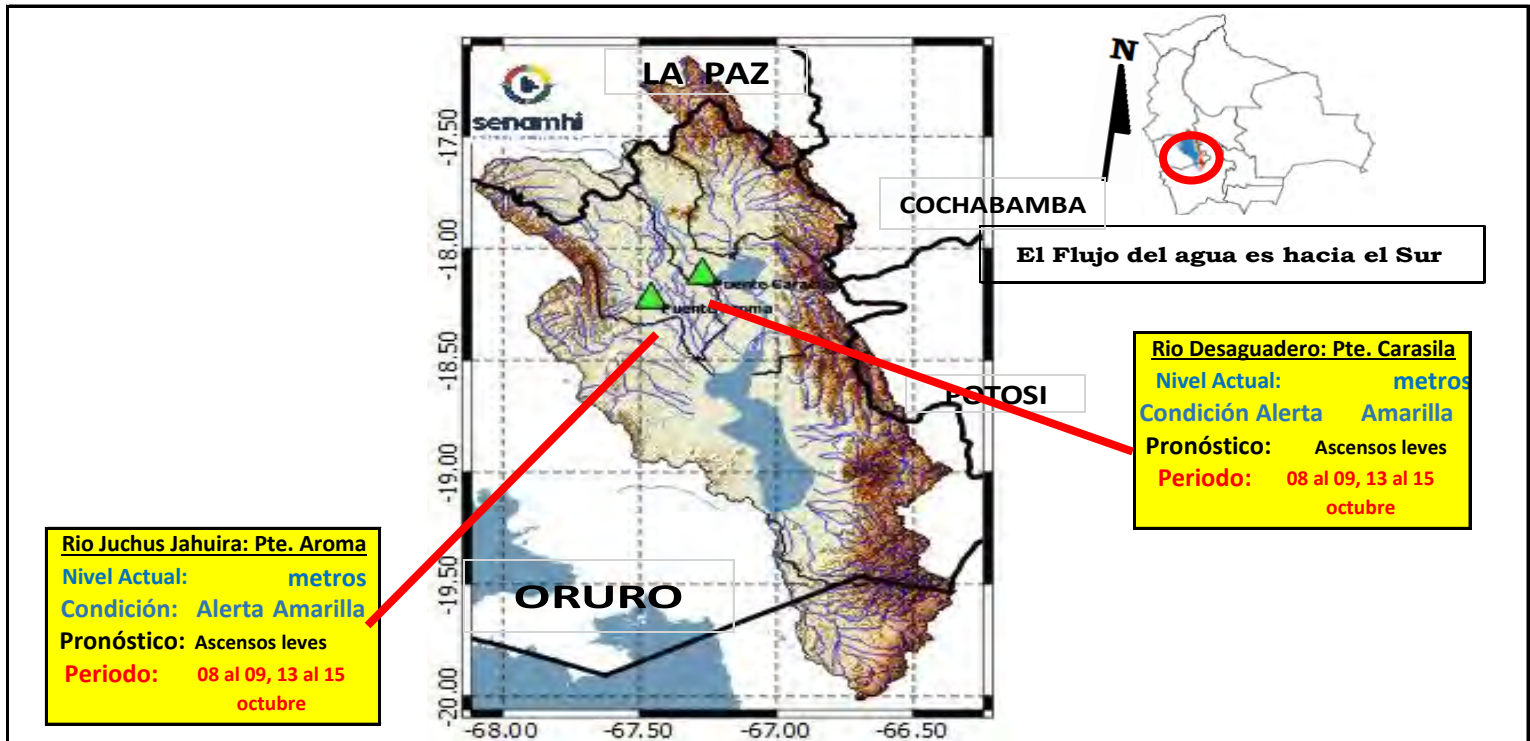 LA PAZ
senamhi
N
COCHABAMBA
El Flujo del agua es hacia el Sur
POTOSI
ORURO
Puente
Puente
Rio Desaguadero: Pte. Carasila
Nivel Actual: metros
Condición Alerta Amarilla
Pronóstico: Ascensos leves
Periodo: 08 al 09, 13 al 15
octubre
Rio Juchus Jahuira: Pte. Aroma
Nivel Actual: metros
Condición: Alerta Amarilla
Pronóstico: Ascensos leves
Periodo: 08 al 09, 13 al 15
octubre
-17.50
-18.00
-18.50
-19.00
-19.50
-20.00
-68.00 -67.50 -67.00 -66.50